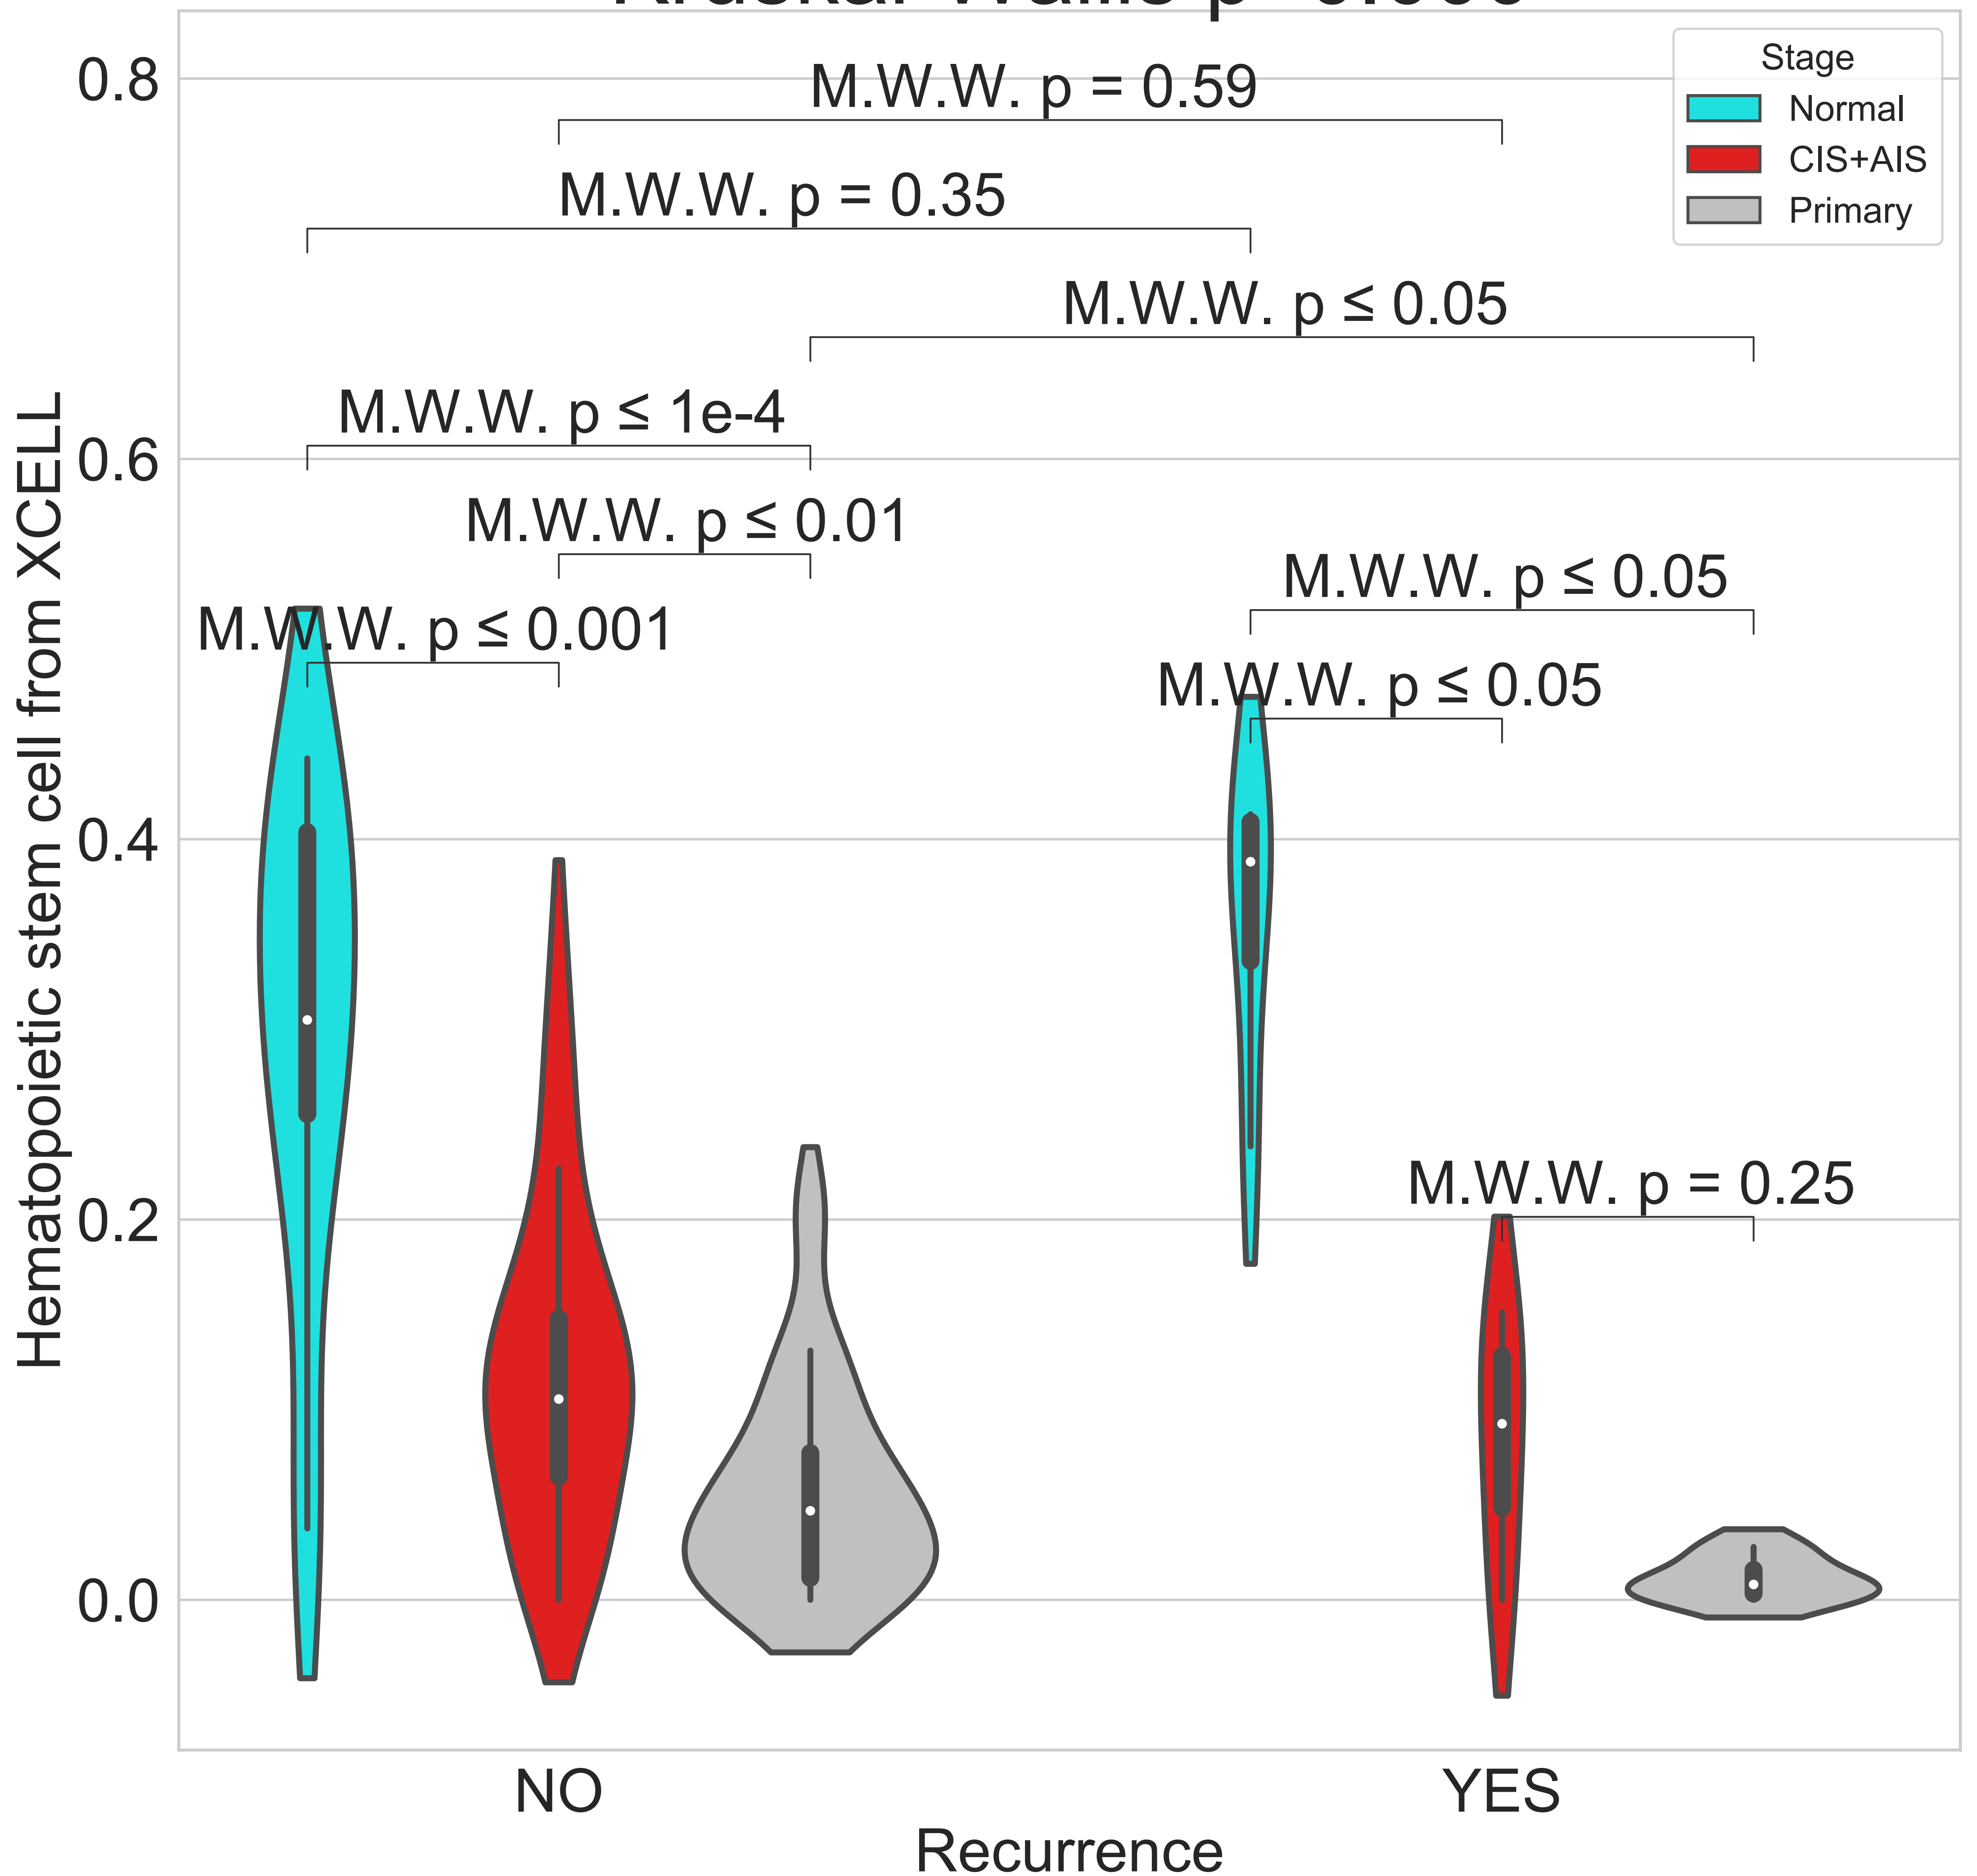 Stage
Normal
CIS+AIS
Primary
M.W.W. p = 0.59
M.W.W. p = 0.35
M.W.W. p ≤ 0.05
M.W.W. p ≤ 1e-4
M.W.W. p ≤ 0.01
M.W.W. p ≤ 0.05
M.W.W. p ≤ 0.001
M.W.W. p ≤ 0.05
M.W.W. p = 0.25
Hematopoietic stem cell from XCELL
0.8
0.6
0.4
0.2
0.0
NO
YES
Recurrence